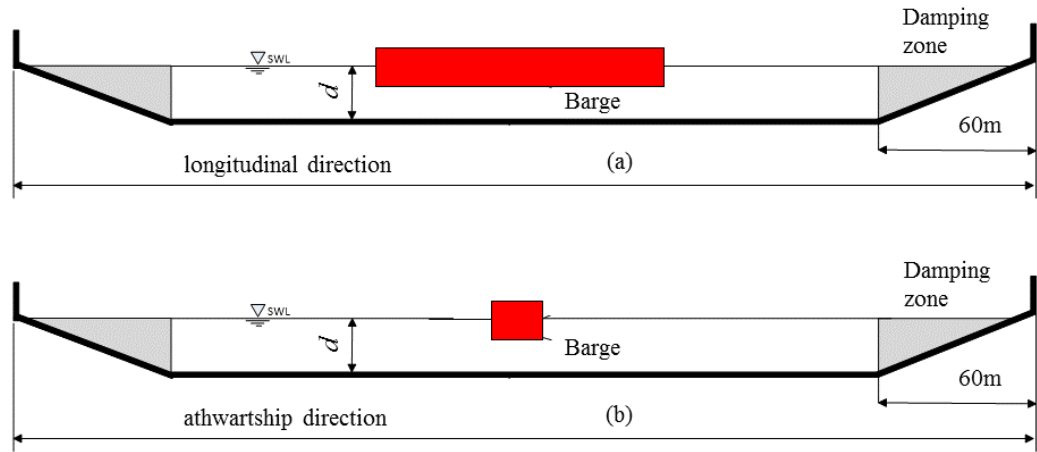 Damping
zone
SWL
d
Barge
60m
longitudinal direction
(a)
Damping
zone
SWL
d
Barge
60m
athwartship direction
(b)